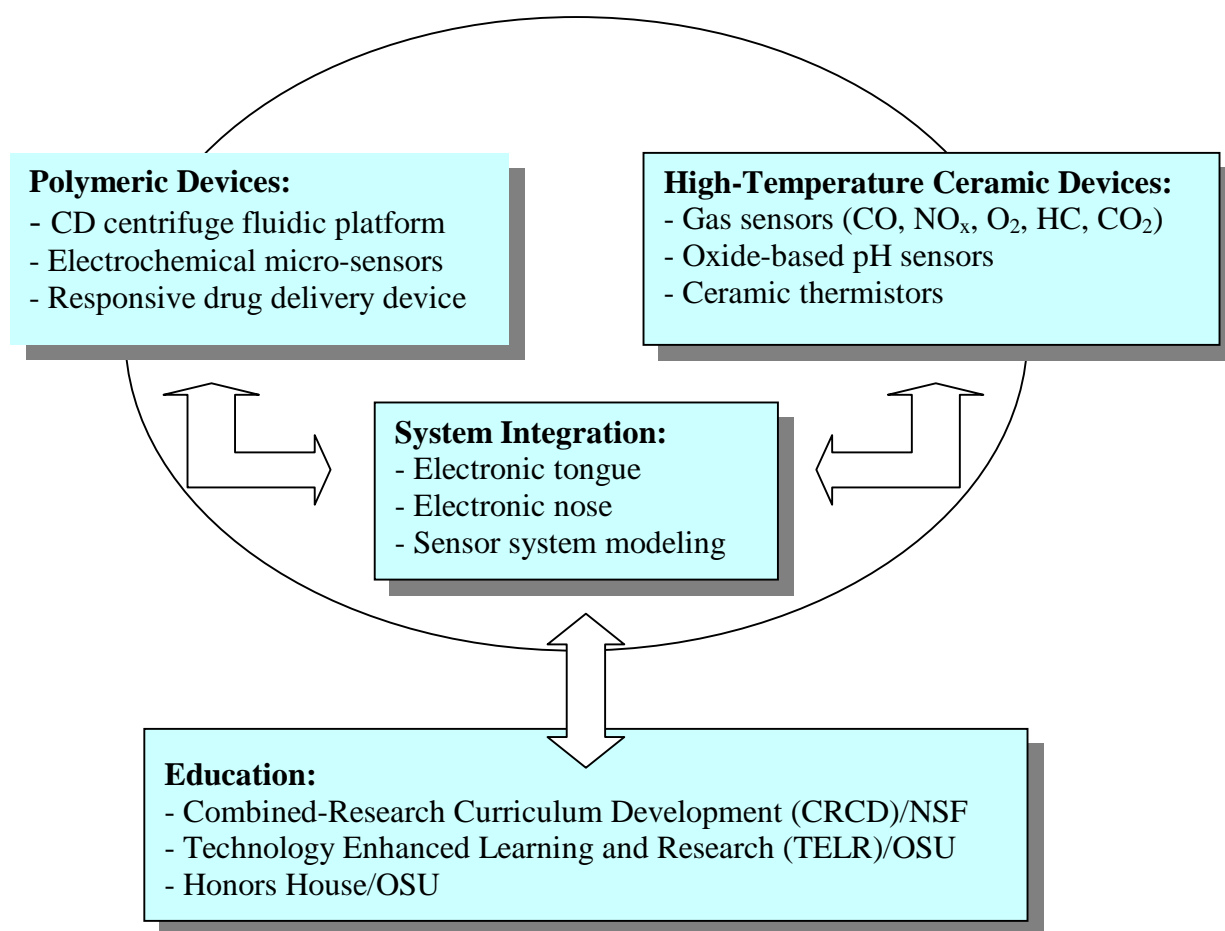 Polymeric Devices:
- CD centrifuge fluidic platform
- Electrochemical micro-sensors
- Responsive drug delivery device
High-Temperature Ceramic Devices:
- Gas sensors (CO, NOₓ, O₂, HC, CO₂)
- Oxide-based pH sensors
- Ceramic thermistors
System Integration:
- Electronic tongue
- Electronic nose
- Sensor system modeling
Education:
- Combined-Research Curriculum Development (CRCD)/NSF
- Technology Enhanced Learning and Research (TELR)/OSU
- Honors House/OSU